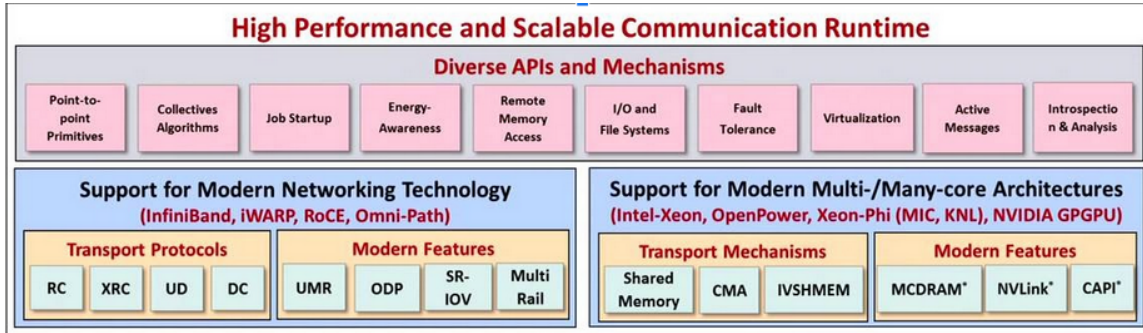 High Performance and Scalable Communication Runtime
Diverse APIs and Mechanisms
Point-to-
point
Primitives
Collectives
Algorithms
Job Startup
Energy-
Awareness
Remote
Memory
Access
I/O and
File Systems
Fault
Tolerance
Virtualization
Active
Messages
Introspectio
n & Analysis
Support for Modern Networking Technology
(InfiniBand, iWARP, RoCE, Omni-Path)
Transport Protocols
RC
XRC
UD
DC
Modern Features
UMR
ODP
SR-
IOV
Multi
Rail
Support for Modern Multi-/Many-core Architectures
(Intel-Xeon, OpenPower, Xeon-Phi (MIC, KNL), NVIDIA GPGPU)
Transport Mechanisms
Shared
Memory
CMA
IVSHMEM
Modern Features
MCDRAM*
NVLink*
CAPI*